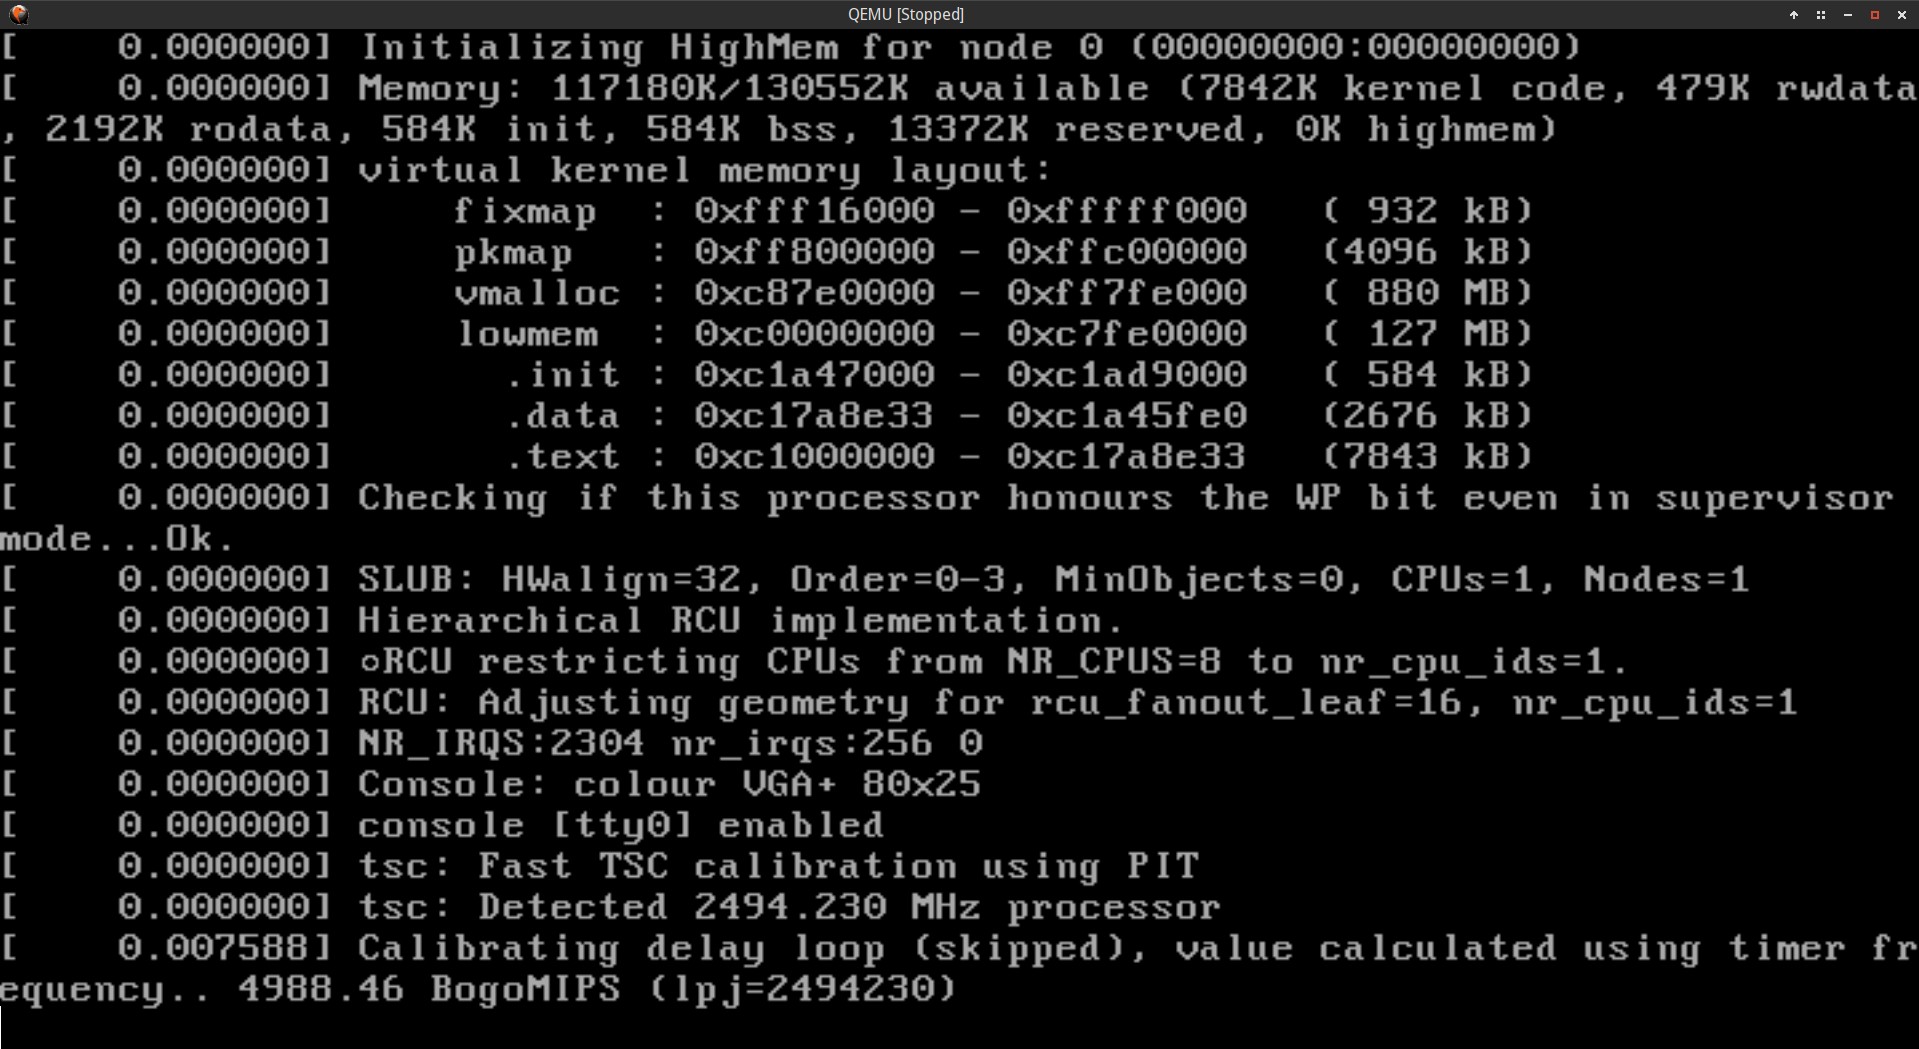 QEMU [Stopped]
[    0.000000] Initializing HighMem for node 0 (00000000:00000000)
[    0.000000] Memory: 117180K/130552K available (7842K kernel code, 479K rwdata
, 2192K rodata, 584K init, 584K bss, 13372K reserved, 0K highmem)
[    0.000000] virtual kernel memory layout:
[    0.000000]     fixmap  : 0xfff16000 - 0xfffff000   ( 932 kB)
[    0.000000]     pkmap   : 0xff800000 - 0xffc00000   (4096 kB)
[    0.000000]     vmalloc : 0xc87e0000 - 0xff7fe000   ( 880 MB)
[    0.000000]     lowmem  : 0xc0000000 - 0xc7fe0000   ( 127 MB)
[    0.000000]       .init : 0xc1a47000 - 0xc1ad9000   ( 584 kB)
[    0.000000]       .data : 0xc17a8e33 - 0xc1a45fe0   (2676 kB)
[    0.000000]       .text : 0xc1000000 - 0xc17a8e33   (7843 kB)
[    0.000000] Checking if this processor honours the WP bit even in supervisor
mode...Ok.
[    0.000000] SLUB: HWalign=32, Order=0-3, MinObjects=0, CPUs=1, Nodes=1
[    0.000000] Hierarchical RCU implementation.
[    0.000000] oRCU restricting CPUs from NR_CPUS=8 to nr_cpu_ids=1.
[    0.000000] RCU: Adjusting geometry for rcu_fanout_leaf=16, nr_cpu_ids=1
[    0.000000] NR_IRQS:2304 nr_irqs:256 0
[    0.000000] Console: colour VGA+ 80x25
[    0.000000] console [tty0] enabled
[    0.000000] tsc: Fast TSC calibration using PIT
[    0.000000] tsc: Detected 2494.230 MHz processor
[    0.007588] Calibrating delay loop (skipped), value calculated using timer fr
equency.. 4988.46 BogoMIPS (lpj=2494230)